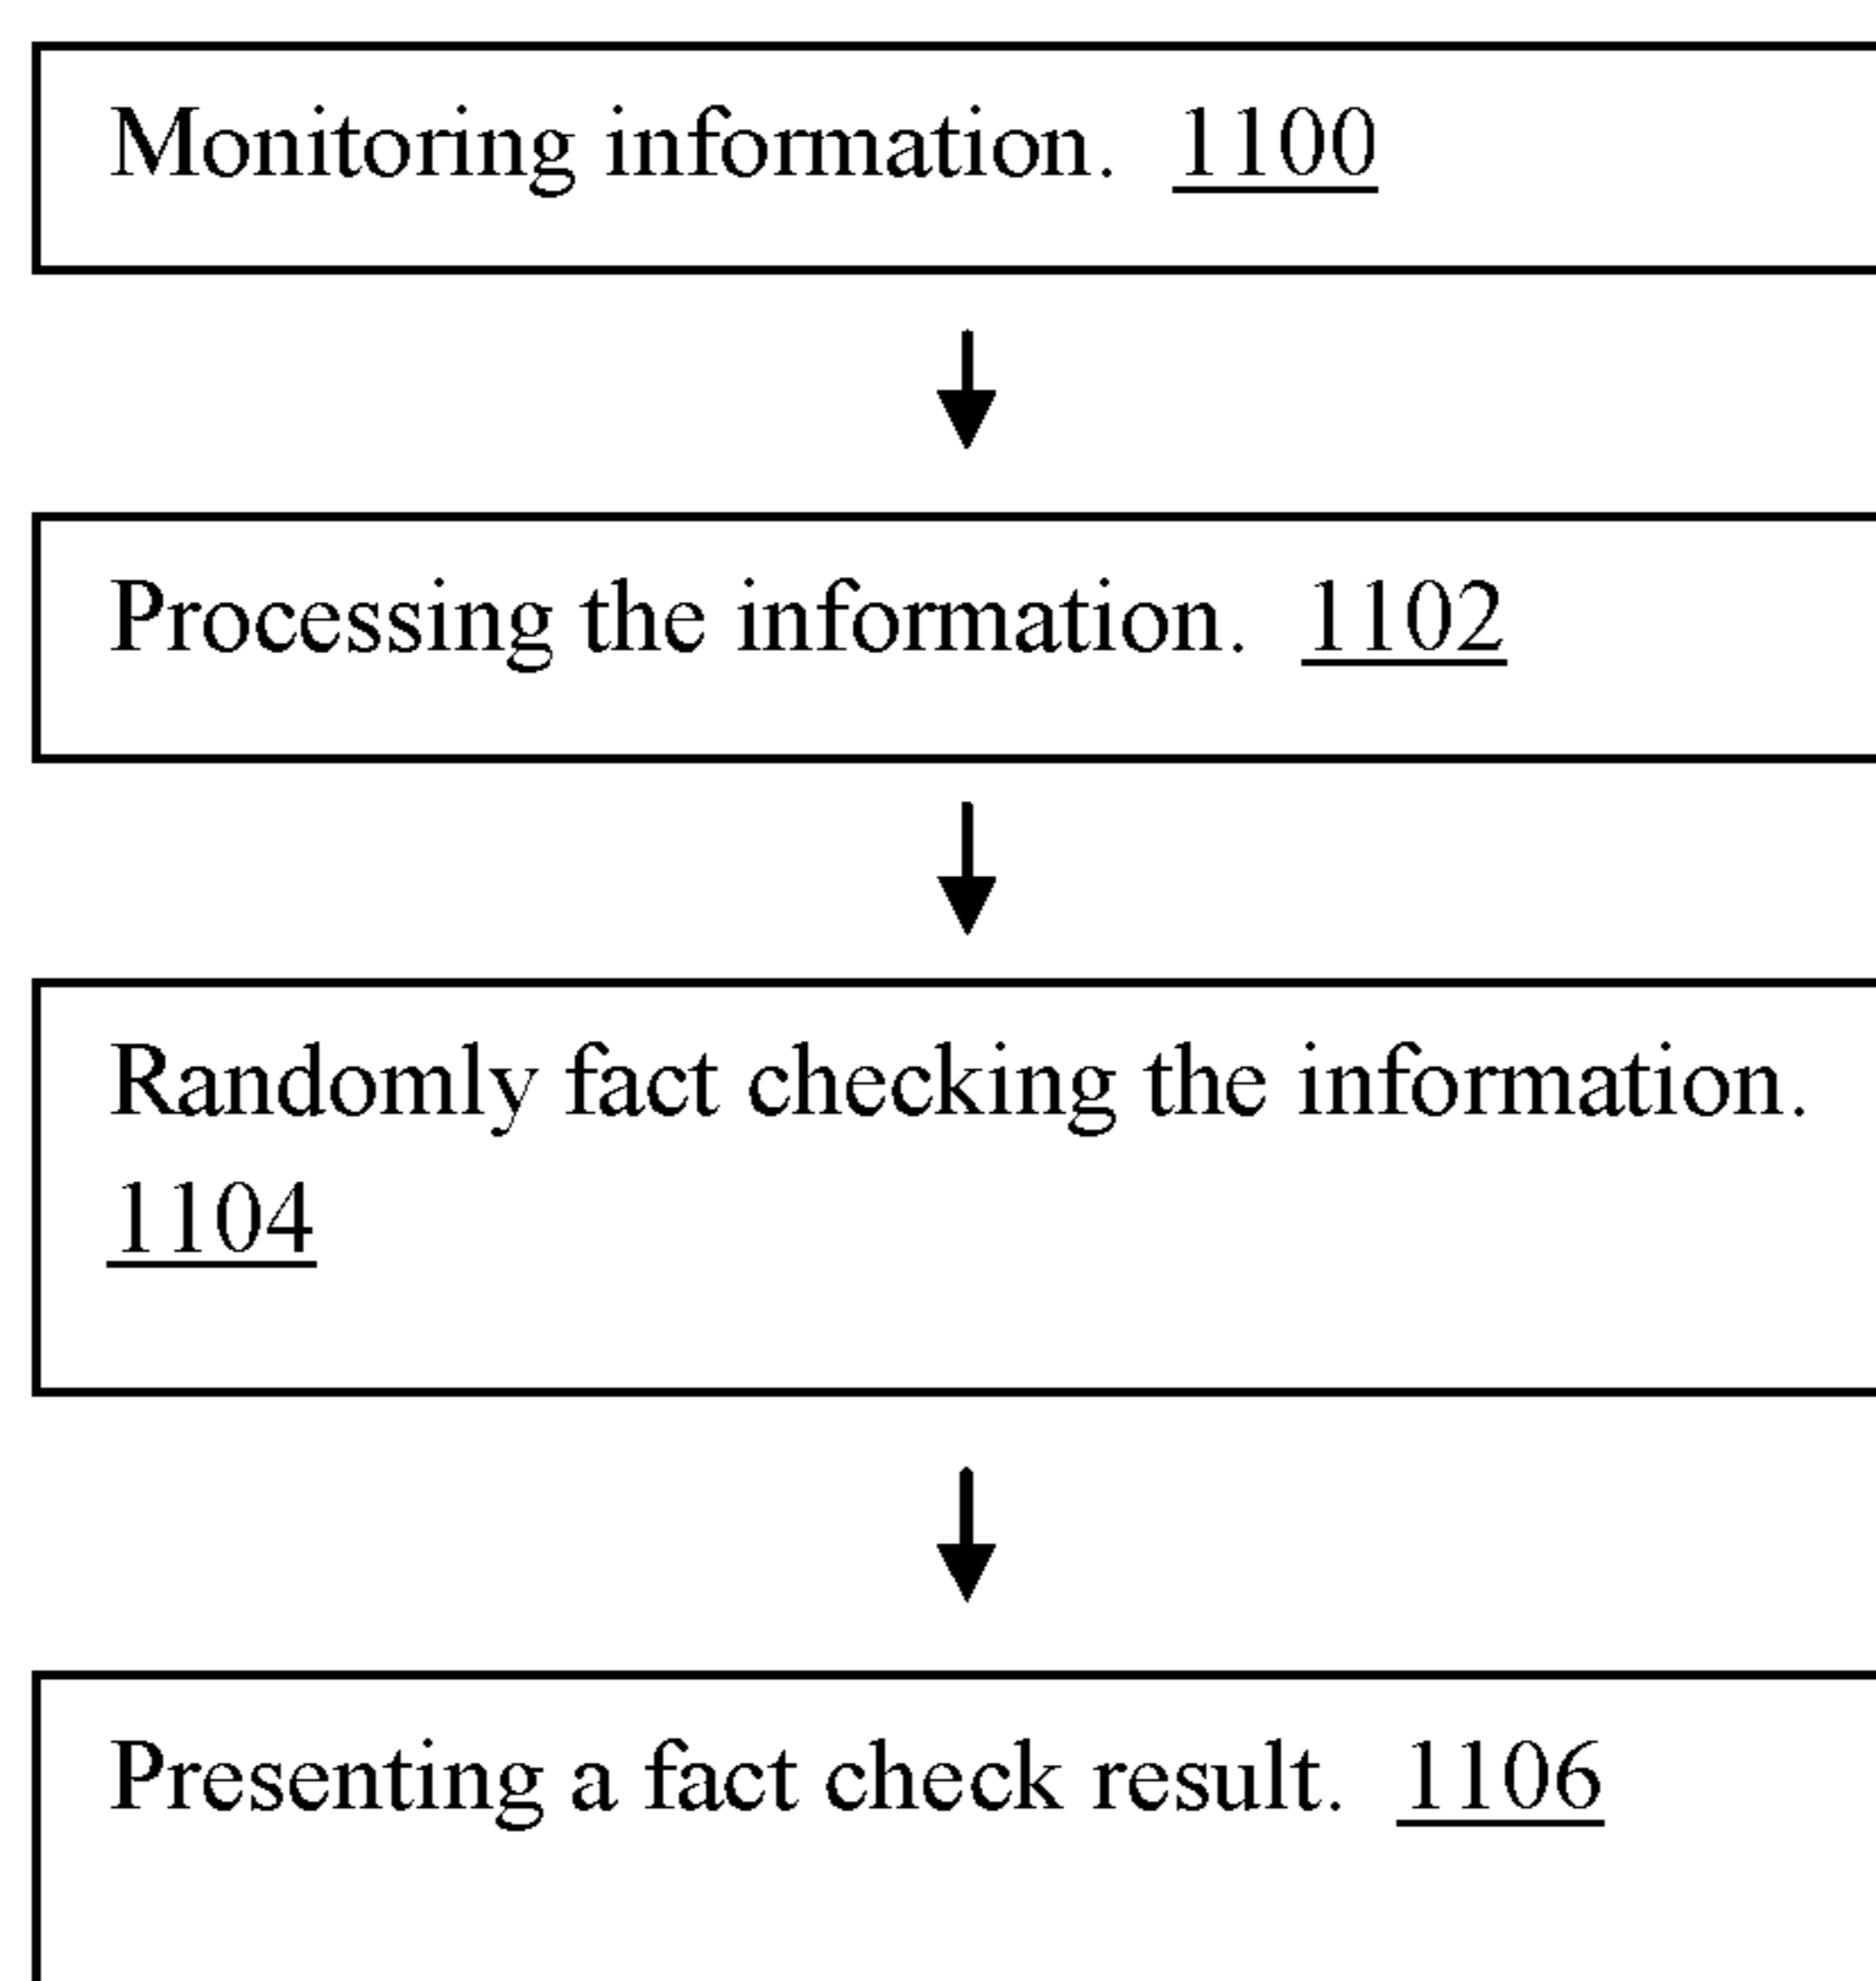 Monitoring information. 1100
Processing the information. 1102
Randomly fact checking the information.
1104
Presenting a fact check result. 1106